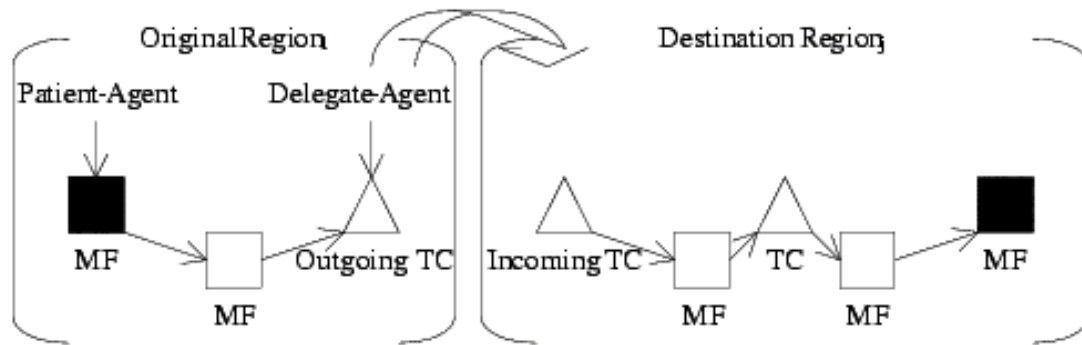 Original Region i
Destination Region j
Patient-Agent
Delegate-Agent
MF
Outgoing TC
Incoming TC
TC
MF
MF
MF
MF